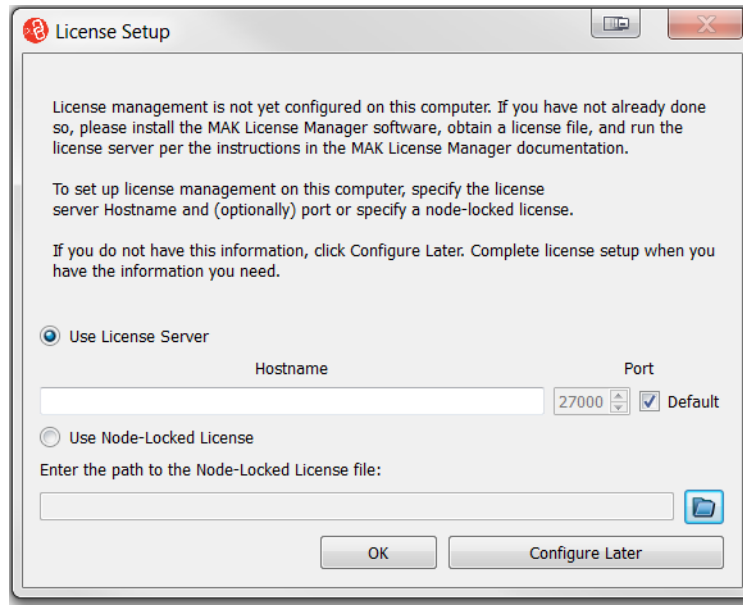 License Setup
License management is not yet configured on this computer. If you have not already done
so, please install the MAK License Manager software, obtain a license file, and run the
license server per the instructions in the MAK License Manager documentation.
To set up license management on this computer, specify the license
server Hostname and (optionally) port or specify a node-locked license.
If you do not have this information, click Configure Later. Complete license setup when you
have the information you need.
Use License Server
Hostname Port
27000 Default
Use Node-Locked License
Enter the path to the Node-Locked License file:
OK Configure Later